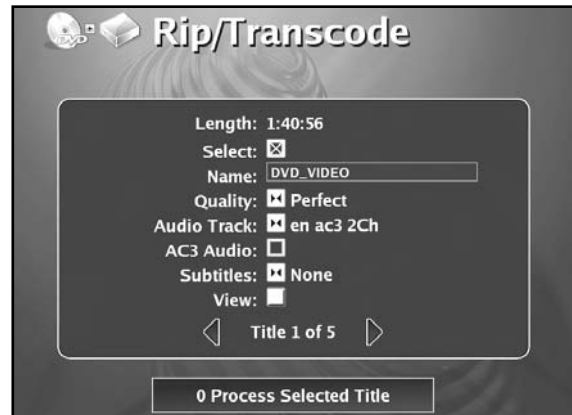 DVD
Rip/Transcode
Length: 1:40:56
Select:
Name: DVD_VIDEO
Quality: Perfect
Audio Track: en ac3 2Ch
AC3 Audio:
Subtitles: None
View:
Title 1 of 5
0 Process Selected Title